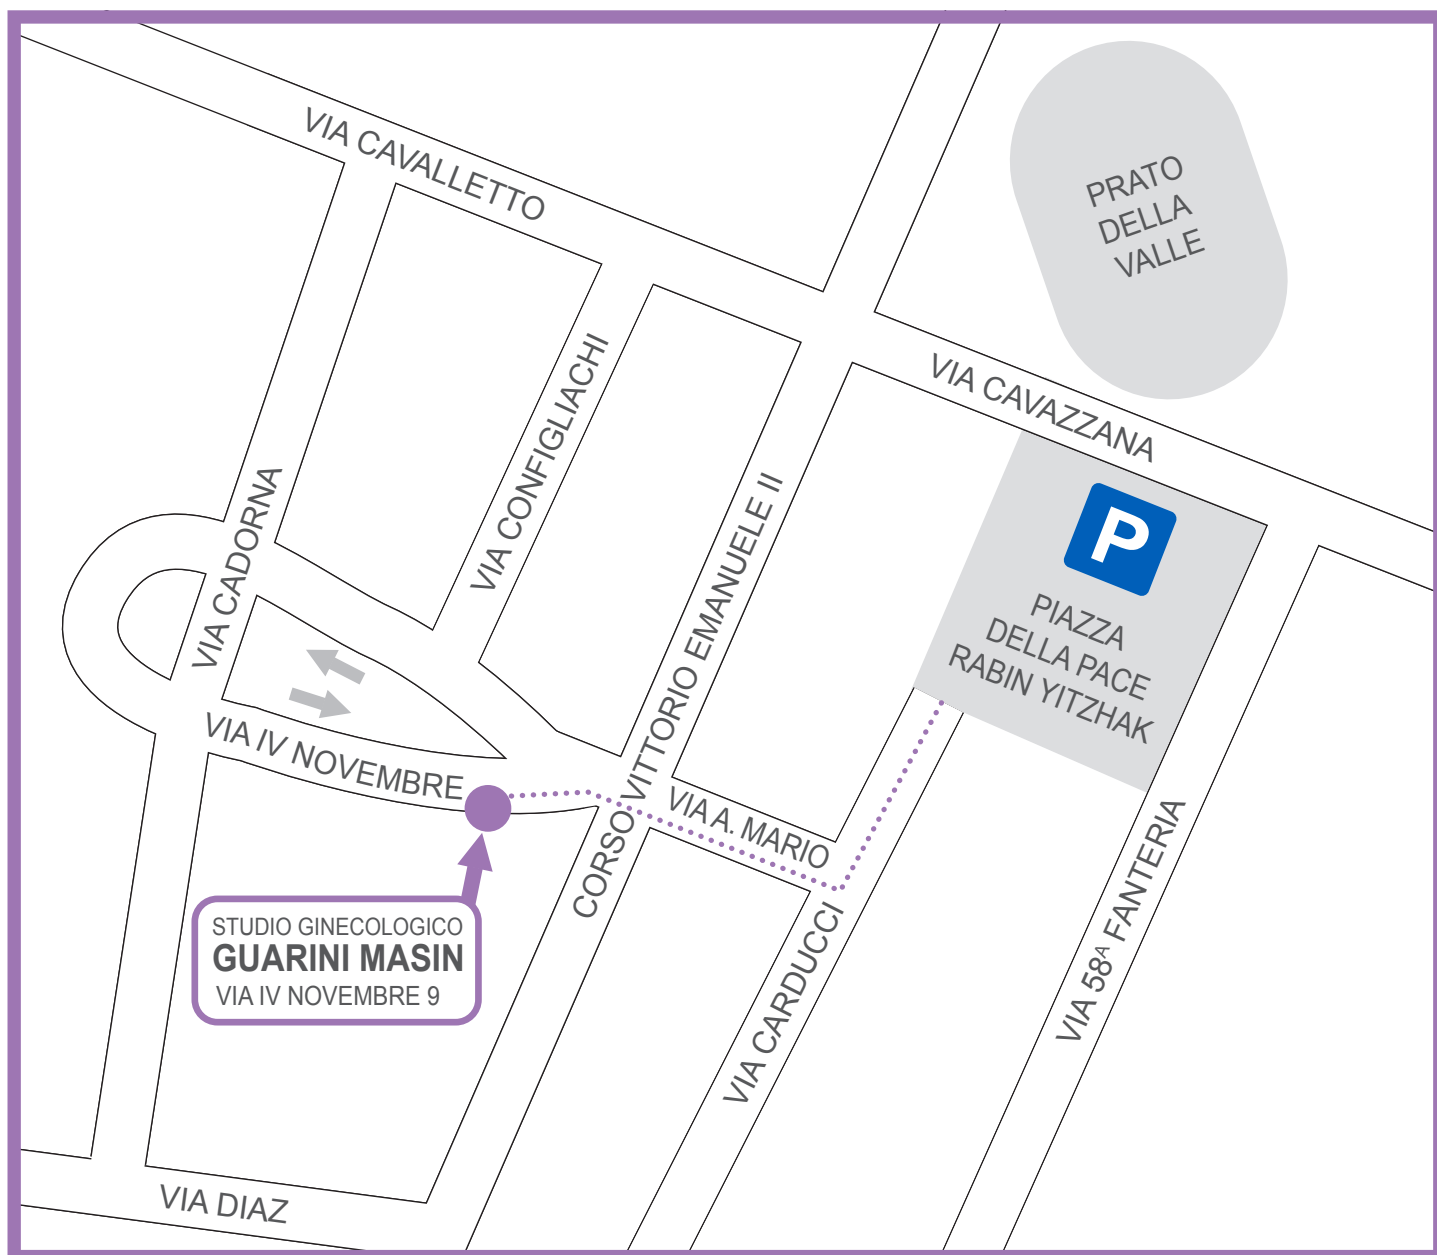 VIA CAVALLETTO
PRATO
DELLA
VALLE
VIA CAVAZZANA
VIA CONFIGLIACHI
VIA CADORNA
CORSO VITTORIO EMANUELE II
P
PIAZZA
DELLA PACE
RABIN YITZHAK
VIA IV NOVEMBRE
VIA A. MARIO
VIA CARDUCCI
VIA 58ᴬ FANTERIA
STUDIO GINECOLOGICO
GUARINI MASIN
VIA IV NOVEMBRE 9
VIA DIAZ